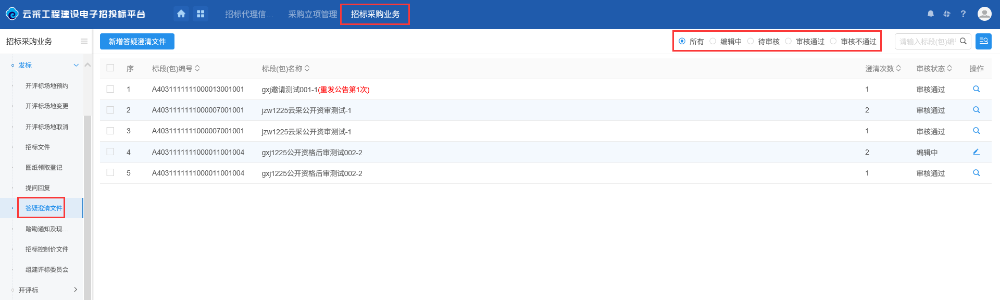 云采工程建设电子招投标平台 招标代理信... 采购立项管理 招标采购业务 ?
招标采购业务
新增答疑澄清文件 所有 编辑中 待审核 审核通过 审核不通过 请输入标段(包)编
发标
开评标场地预约
开评标场地变更
开评标场地取消
招标文件
图纸领取登记
提问回复
答疑澄清文件
踏勘通知及现...
招标控制价文件
组建评标委员会
开评标
序 标段(包)编号 标段(包)名称 澄清次数 审核状态 操作
1 A4031111111000013001001 gxj邀请测试001-1(重发公告第1次) 1 审核通过
2 A4031111111000007001001 jzw1225云采公开资审测试-1 2 审核通过
3 A4031111111000007001001 jzw1225云采公开资审测试-1 1 审核通过
4 A4031111111000011001004 gxj1225公开资格后审测试002-2 2 编辑中
5 A4031111111000011001004 gxj1225公开资格后审测试002-2 1 审核通过